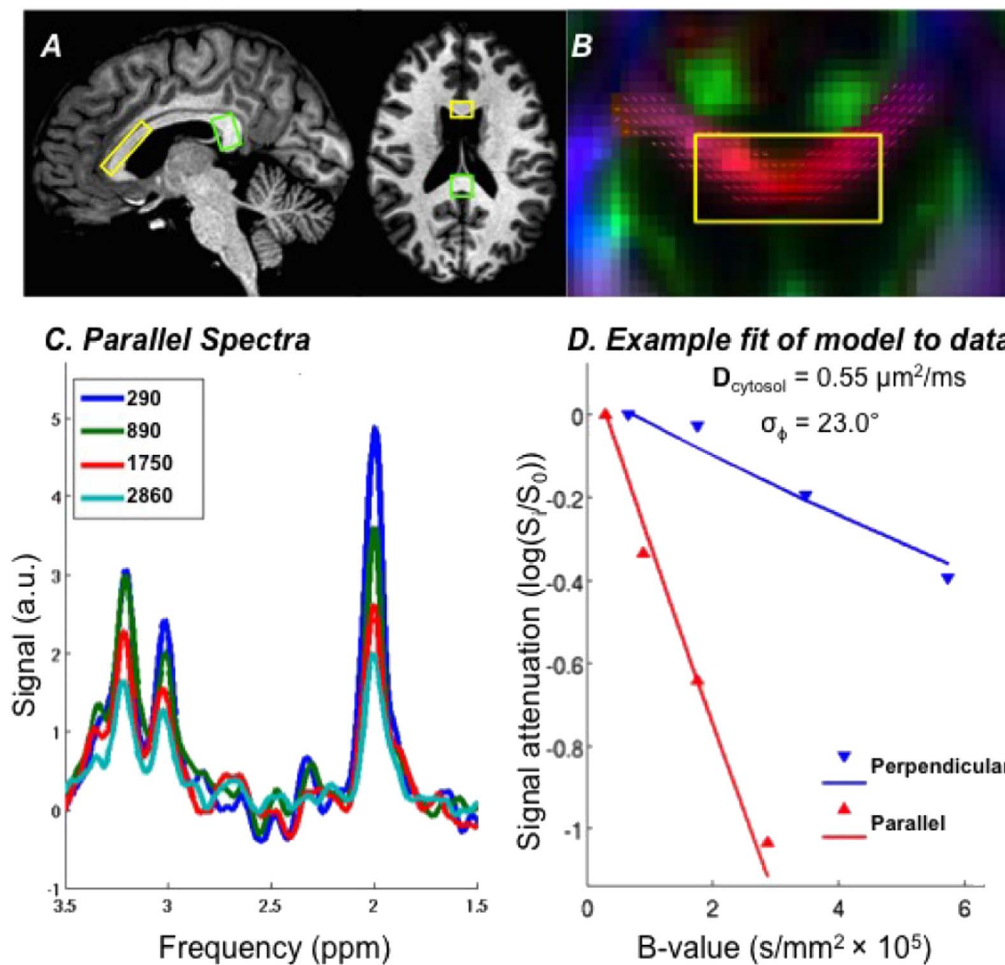 A
B
C. Parallel Spectra
290
890
1750
2860
5
4
3
2
1
0
-1
3.5
3
2.5
2
1.5
Signal (a.u.)
Frequency (ppm)
D. Example fit of model to data
D cytosol = 0.55 μm²/ms
σ ϕ = 23.0°
0
-0.2
-0.4
-0.6
-0.8
-1
0
2
4
6
Signal attenuation (log(Si/S0))
Perpendicular
Parallel
B-value (s/mm² × 10⁵)